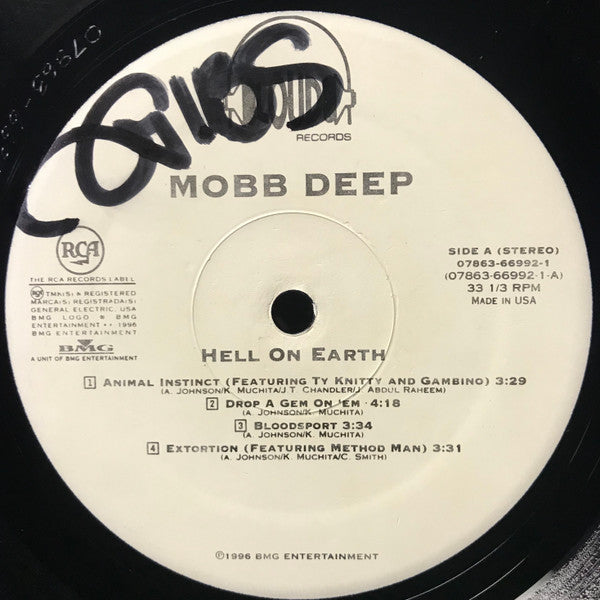 LOUD
RECORDS
MOBB DEEP
RCA
THE RCA RECORDS LABEL
TMK(S) ® REGISTERED
MARCA(S) REGISTRADA(S)
GENERAL ELECTRIC, USA
BMG LOGO ® BMG
ENTERTAINMENT • © 1996
BMG ENTERTAINMENT
BMG
A UNIT OF BMG ENTERTAINMENT
SIDE A (STEREO)
07863-66992-1
(07863-66992-1-A)
33 1/3 RPM
MADE IN USA
HELL ON EARTH
1 ANIMAL INSTINCT (FEATURING TY KNITTY AND GAMBINO) 3:29
(A. JOHNSON/K. MUCHITA/J.T. CHANDLER/J. ABDUL RAHEEM)
2 DROP A GEM ON 'EM · 4:18
(A. JOHNSON/K. MUCHITA)
3 BLOODSPORT 3:34
(A. JOHNSON/K. MUCHITA)
4 EXTORTION (FEATURING METHOD MAN) 3:31
(A. JOHNSON/K. MUCHITA/C. SMITH)
℗1996 BMG ENTERTAINMENT